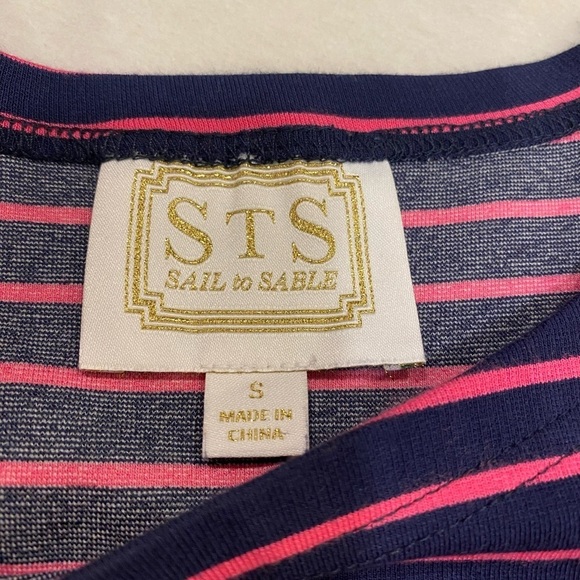 STS
SAIL to SABLE
S
MADE IN
CHINA